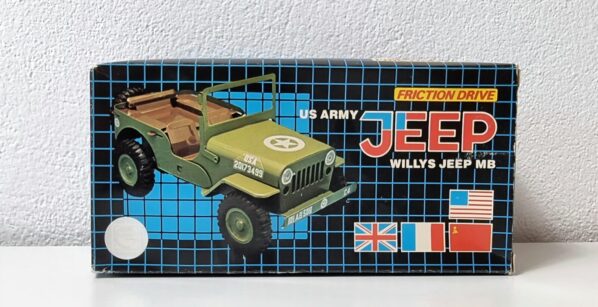 FRICTION DRIVE
US ARMY
JEEP
WILLYS JEEP MB
USA
20173499